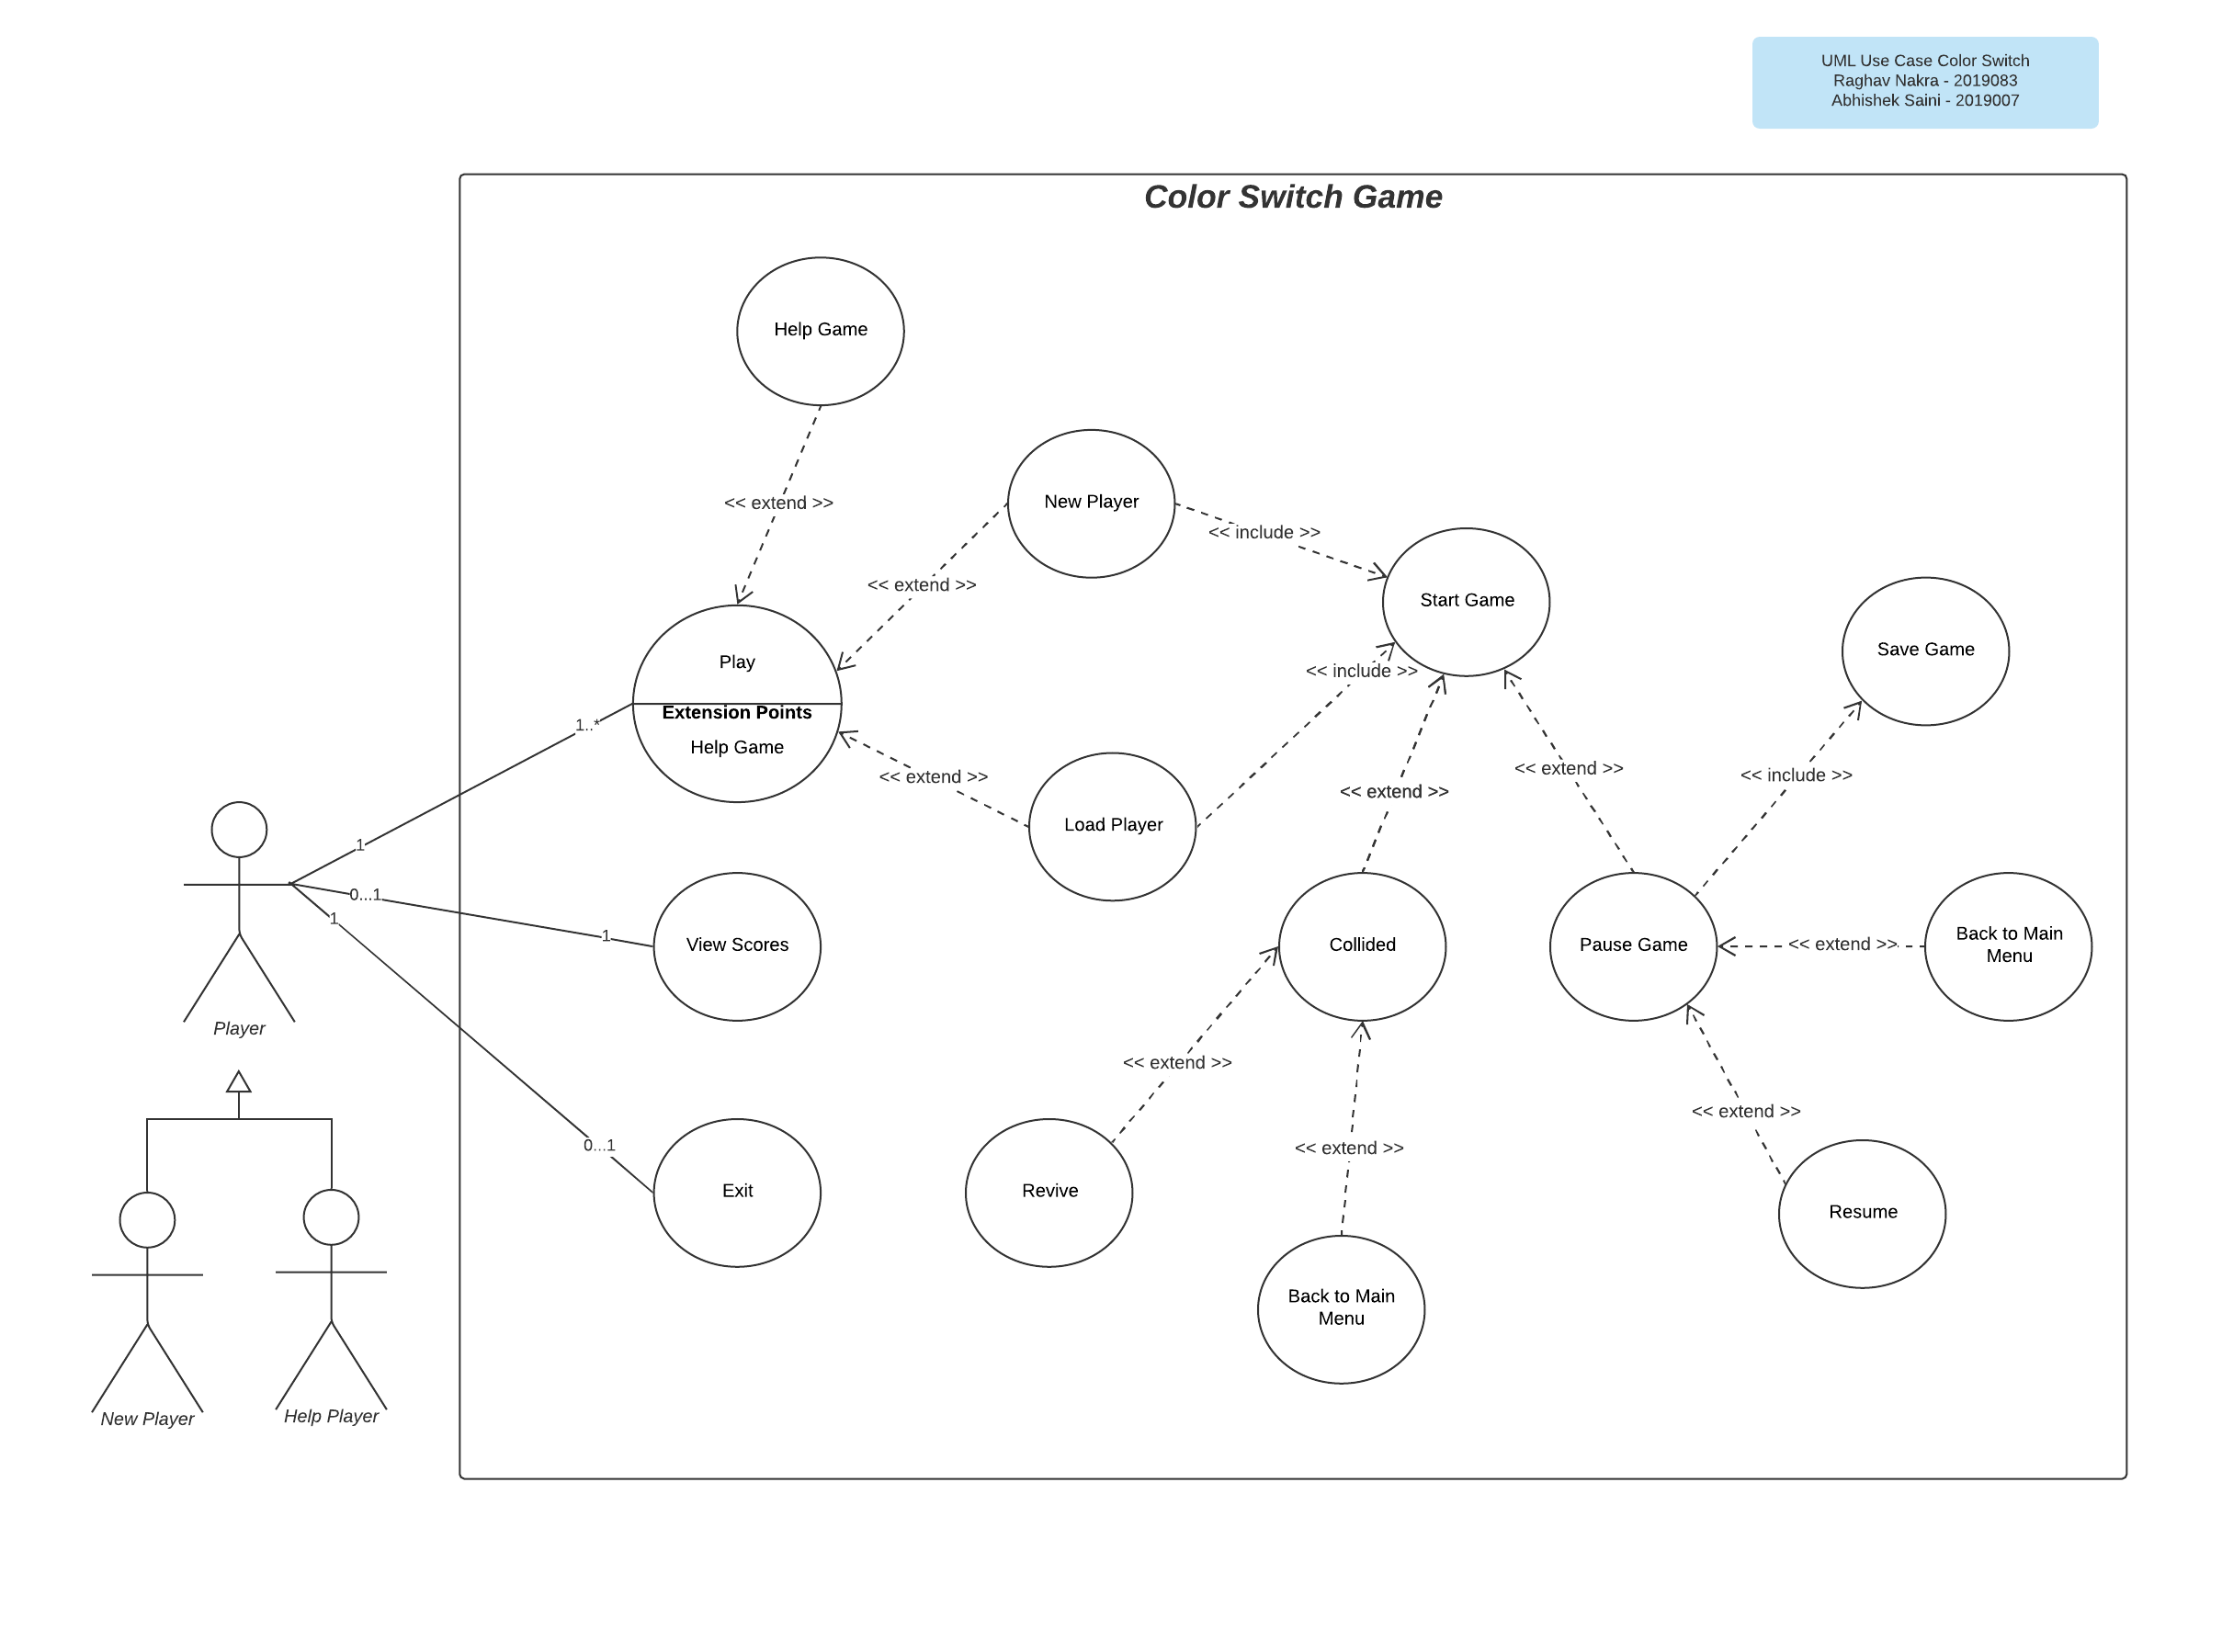 UML Use Case Color Switch
Raghav Nakra - 2019083
Abhishek Saini - 2019007
Color Switch Game
Help Game
<< extend >>
New Player
<< include >>
<< extend >>
Start Game
Save Game
Play
Extension Points
Help Game
1..*
1
<< include >>
<< extend >>
Load Player
<< extend >>
<< extend >>
<< include >>
0...1
1
View Scores
Collided
Pause Game
<< extend >>
Back to Main
Menu
1
0...1
Player
<< extend >>
<< extend >>
<< extend >>
Exit
Revive
Resume
Back to Main
Menu
New Player
Help Player